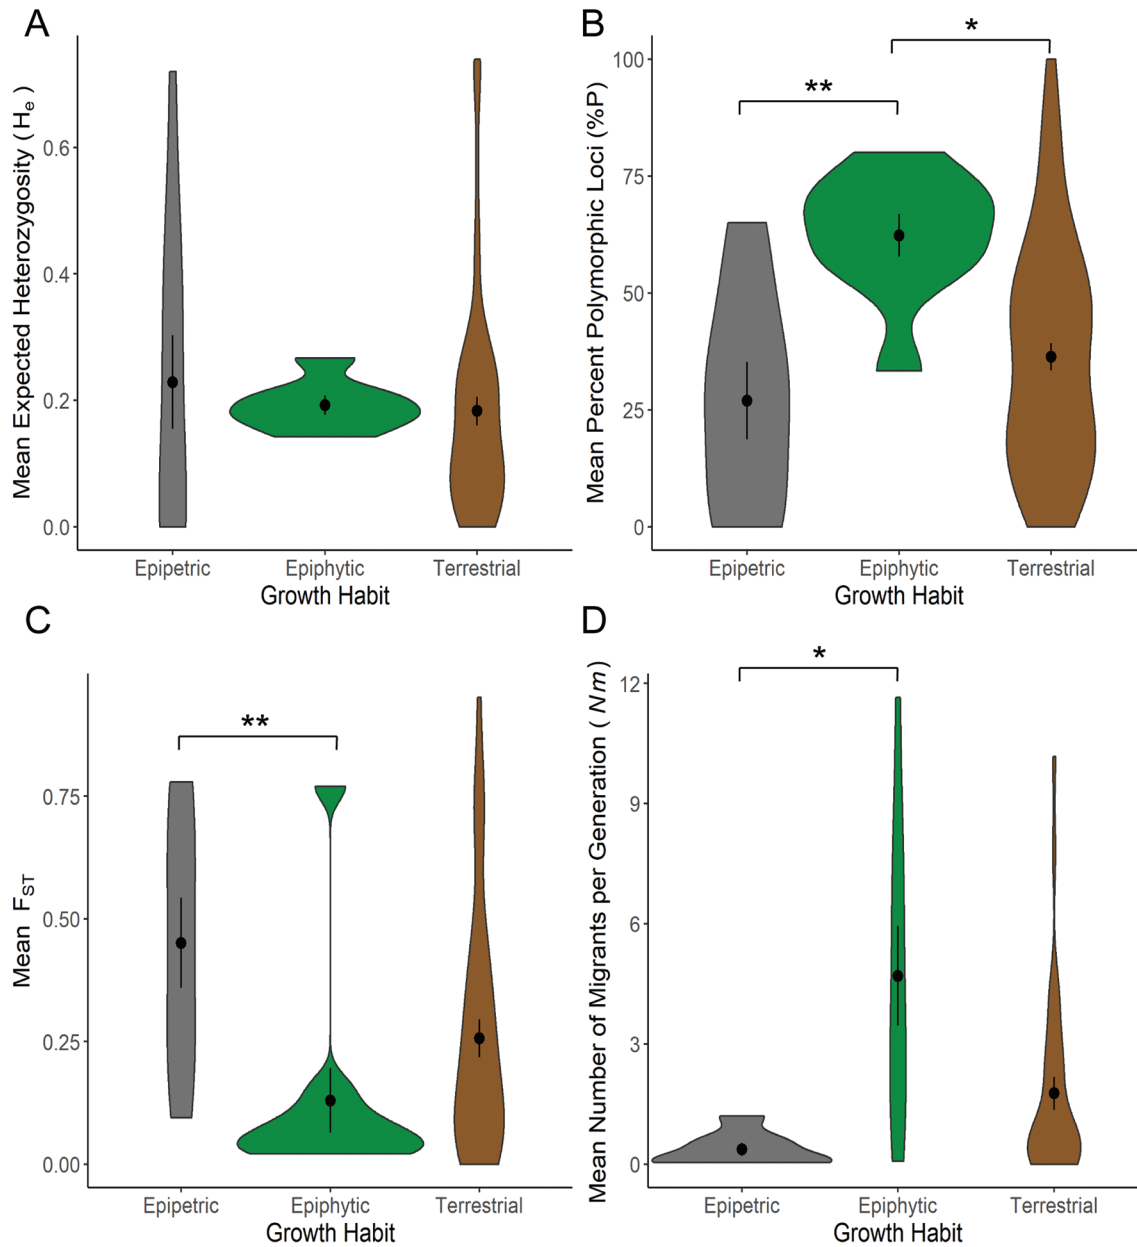 A
Mean Expected Heterozygosity ( He )
0.6
0.4
0.2
0.0
Epipetric Epiphytic Terrestrial
Growth Habit
B
Mean Percent Polymorphic Loci (%P)
100
75
50
25
0
** *
Epipetric Epiphytic Terrestrial
Growth Habit
C
Mean FST
0.75
0.50
0.25
0.00
**
Epipetric Epiphytic Terrestrial
Growth Habit
D
Mean Number of Migrants per Generation ( Nm )
12
9
6
3
0
*
Epipetric Epiphytic Terrestrial
Growth Habit